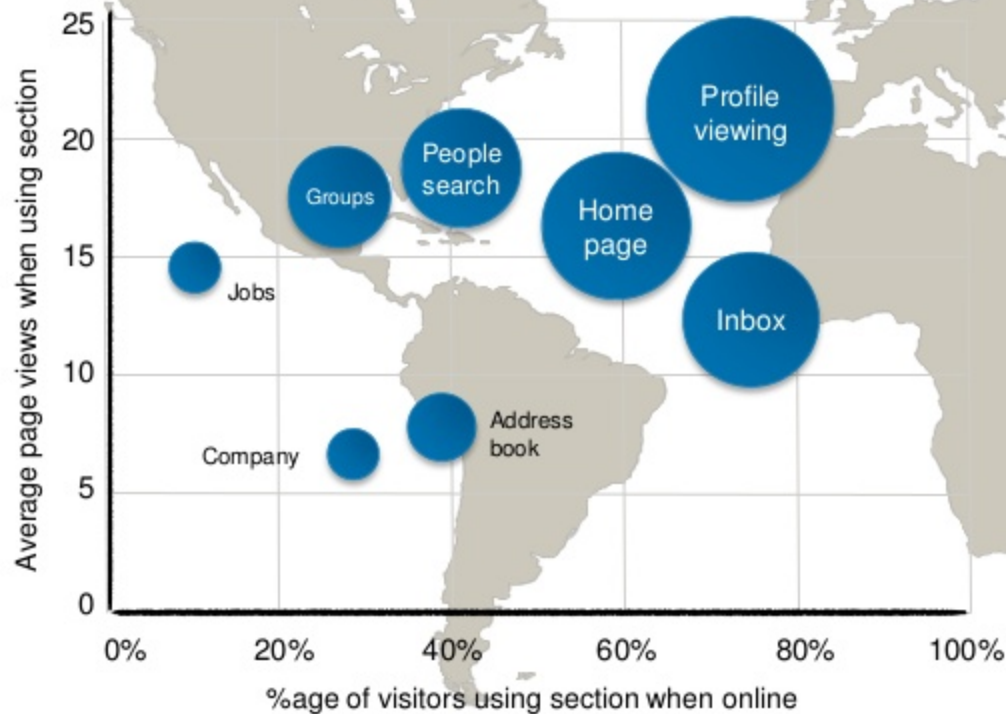 Average page views when using section
25
20
15
10
5
0
Profile
viewing
People
search
Groups
Home
page
Jobs
Inbox
Address
book
Company
0%
20%
40%
60%
80%
100%
%age of visitors using section when online